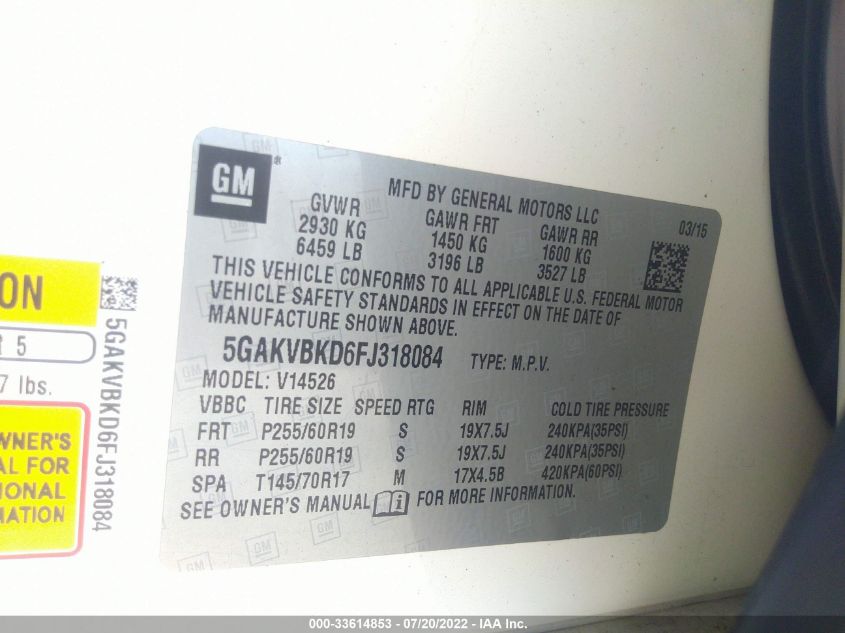 GM
MFD BY GENERAL MOTORS LLC
03/15
GVWR GAWR FRT GAWR RR
2930 KG 1450 KG 1600 KG
6459 LB 3196 LB 3527 LB
THIS VEHICLE CONFORMS TO ALL APPLICABLE U.S. FEDERAL MOTOR
VEHICLE SAFETY STANDARDS IN EFFECT ON THE DATE OF
MANUFACTURE SHOWN ABOVE.
5GAKVBKD6FJ318084 TYPE: M.P.V.
MODEL: V14526
VBBC TIRE SIZE SPEED RTG RIM COLD TIRE PRESSURE
FRT P255/60R19 S 19X7.5J 240KPA(35PSI)
RR P255/60R19 S 19X7.5J 240KPA(35PSI)
SPA T145/70R17 M 17X4.5B 420KPA(60PSI)
SEE OWNER'S MANUAL i FOR MORE INFORMATION.
ON
5
7 lbs.
WNER'S
AL FOR
IONAL
MATION
5GAKVBKD6FJ318084
000-33614853 - 07/20/2022 - IAA Inc.